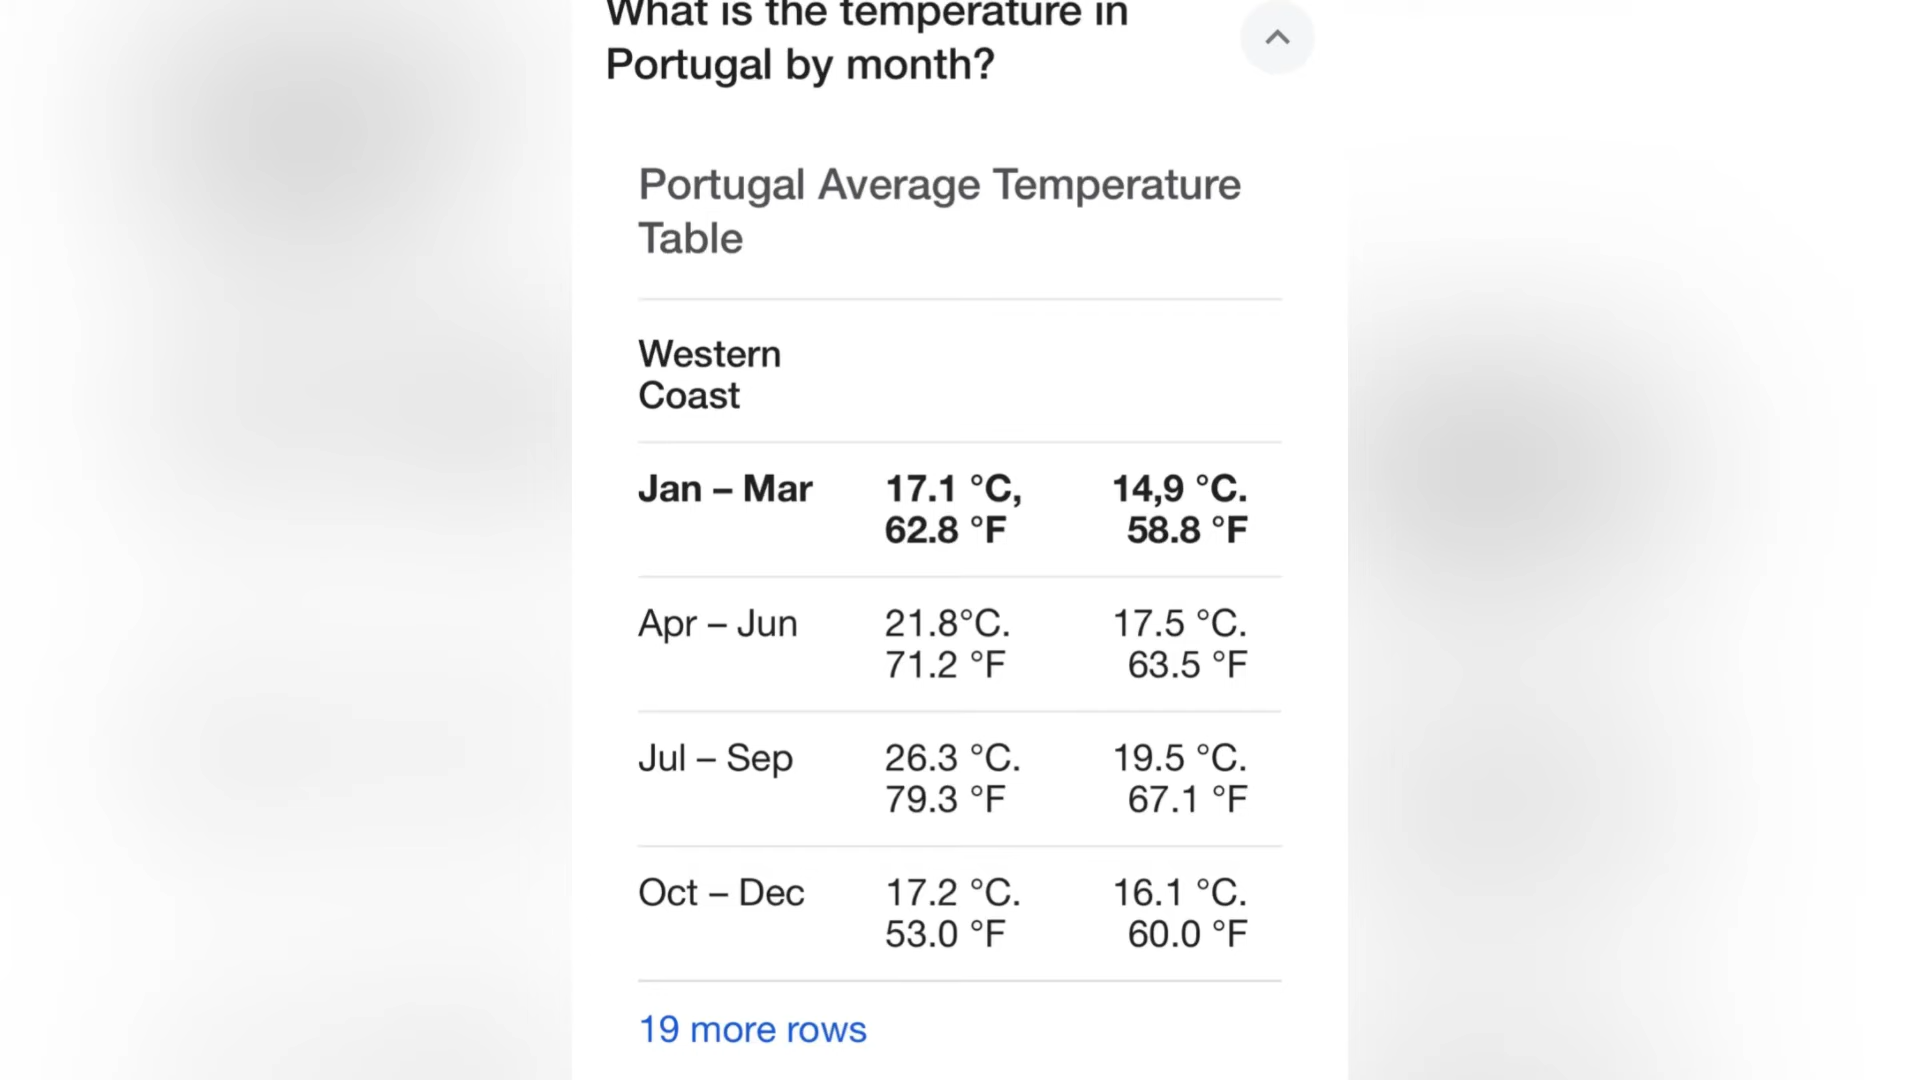 What is the temperature in
Portugal by month?
Portugal Average Temperature
Table
Western
Coast
Jan – Mar 17.1 °C, 14,9 °C.
62.8 °F 58.8 °F
Apr – Jun 21.8°C. 17.5 °C.
71.2 °F 63.5 °F
Jul – Sep 26.3 °C. 19.5 °C.
79.3 °F 67.1 °F
Oct – Dec 17.2 °C. 16.1 °C.
53.0 °F 60.0 °F
19 more rows